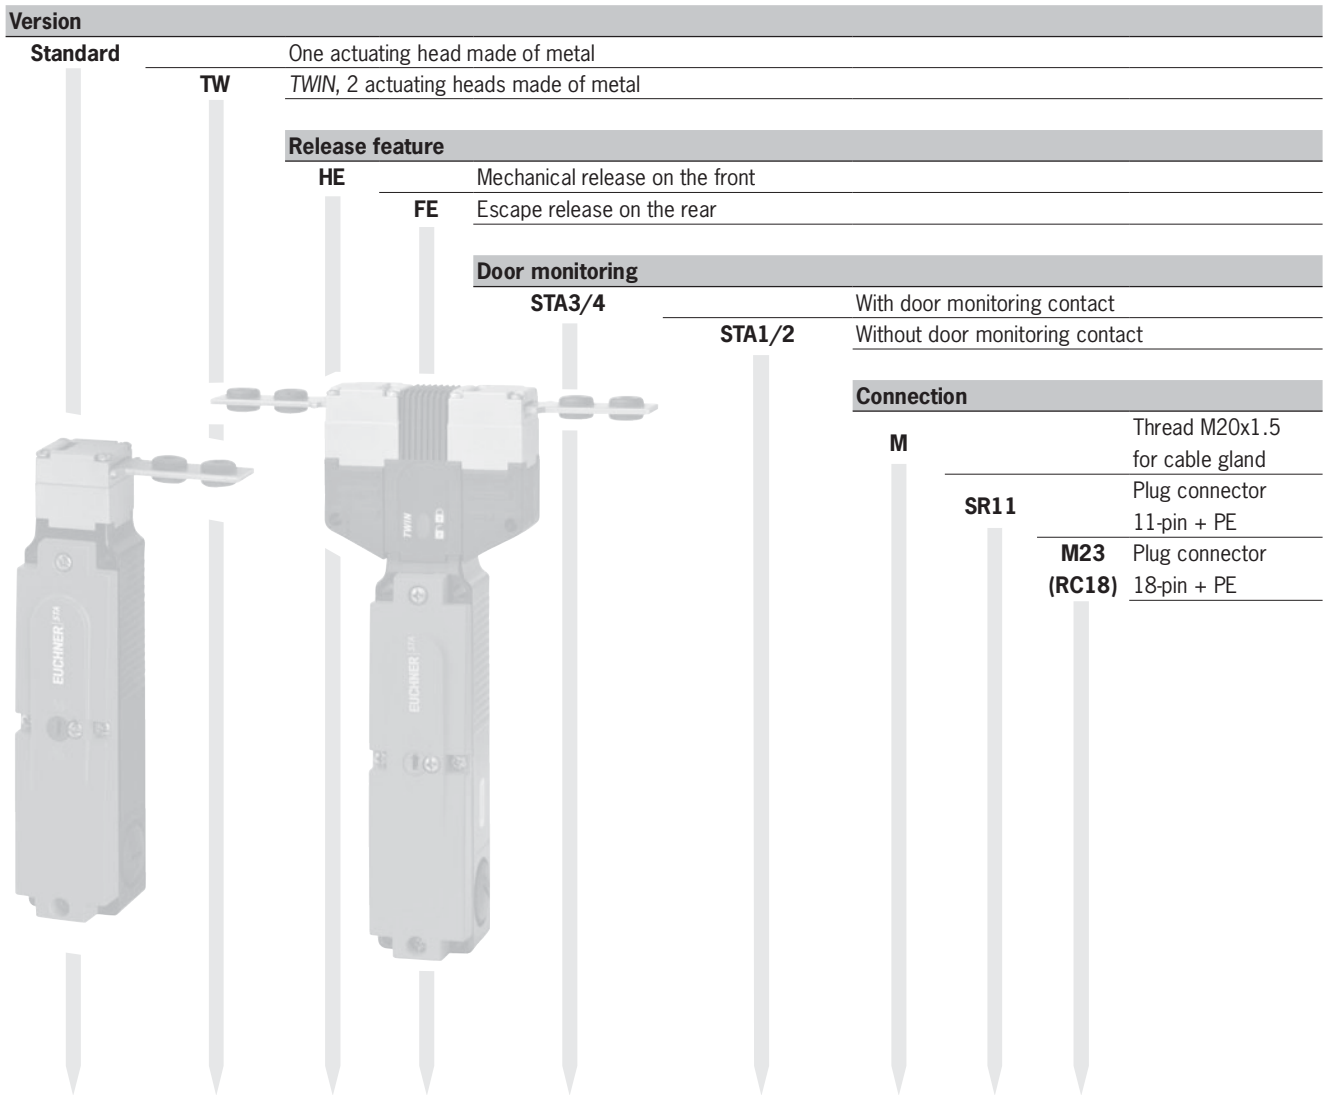 Version
Standard One actuating head made of metal
TW TWIN, 2 actuating heads made of metal
Release feature
HE Mechanical release on the front
FE Escape release on the rear
Door monitoring
STA3/4 With door monitoring contact
STA1/2 Without door monitoring contact
Connection
M Thread M20x1.5
for cable gland
SR11 Plug connector
11-pin + PE
M23 Plug connector
(RC18) 18-pin + PE
TWIN
EUCHNER STA
EUCHNER STA